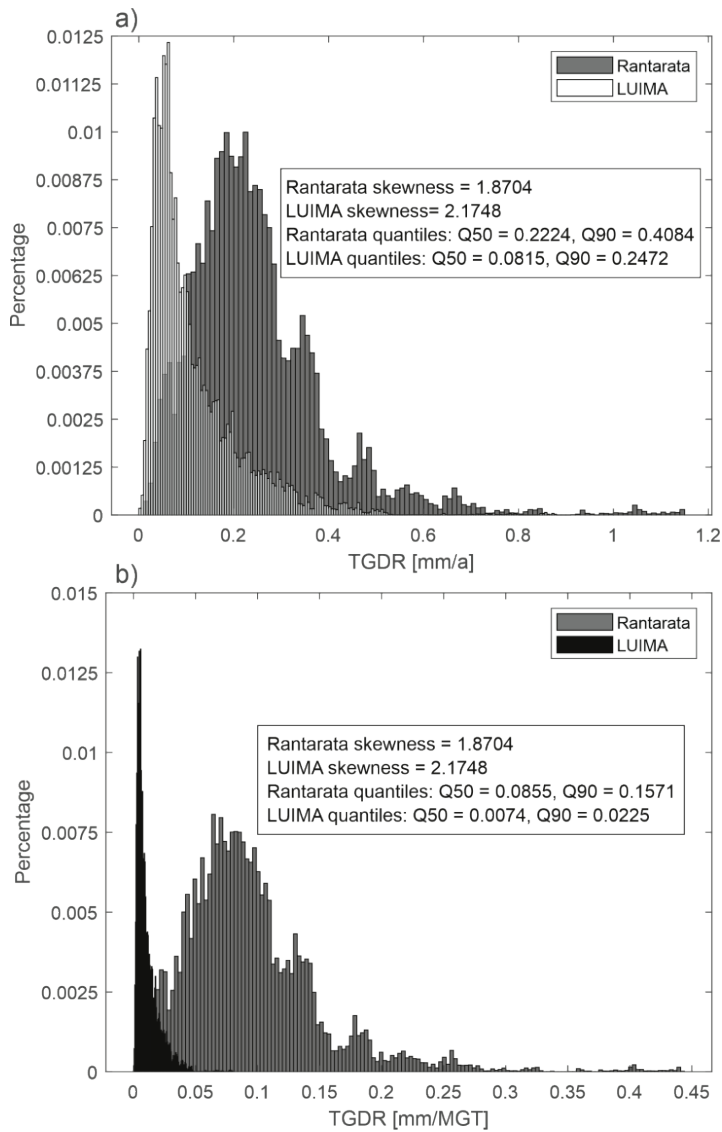 a)
0.0125
0.01125
0.01
0.00875
0.0075
0.00625
0.005
0.00375
0.0025
0.00125
0
Percentage
Rantarata
LUIMA
Rantarata skewness = 1.8704
LUIMA skewness= 2.1748
Rantarata quantiles: Q50 = 0.2224, Q90 = 0.4084
LUIMA quantiles: Q50 = 0.0815, Q90 = 0.2472
0 0.2 0.4 0.6 0.8 1 1.2
TGDR [mm/a]
b)
0.015
0.0125
0.01
0.0075
0.005
0.0025
0
Percentage
Rantarata
LUIMA
Rantarata skewness = 1.8704
LUIMA skewness = 2.1748
Rantarata quantiles: Q50 = 0.0855, Q90 = 0.1571
LUIMA quantiles: Q50 = 0.0074, Q90 = 0.0225
0 0.05 0.1 0.15 0.2 0.25 0.3 0.35 0.4 0.45
TGDR [mm/MGT]